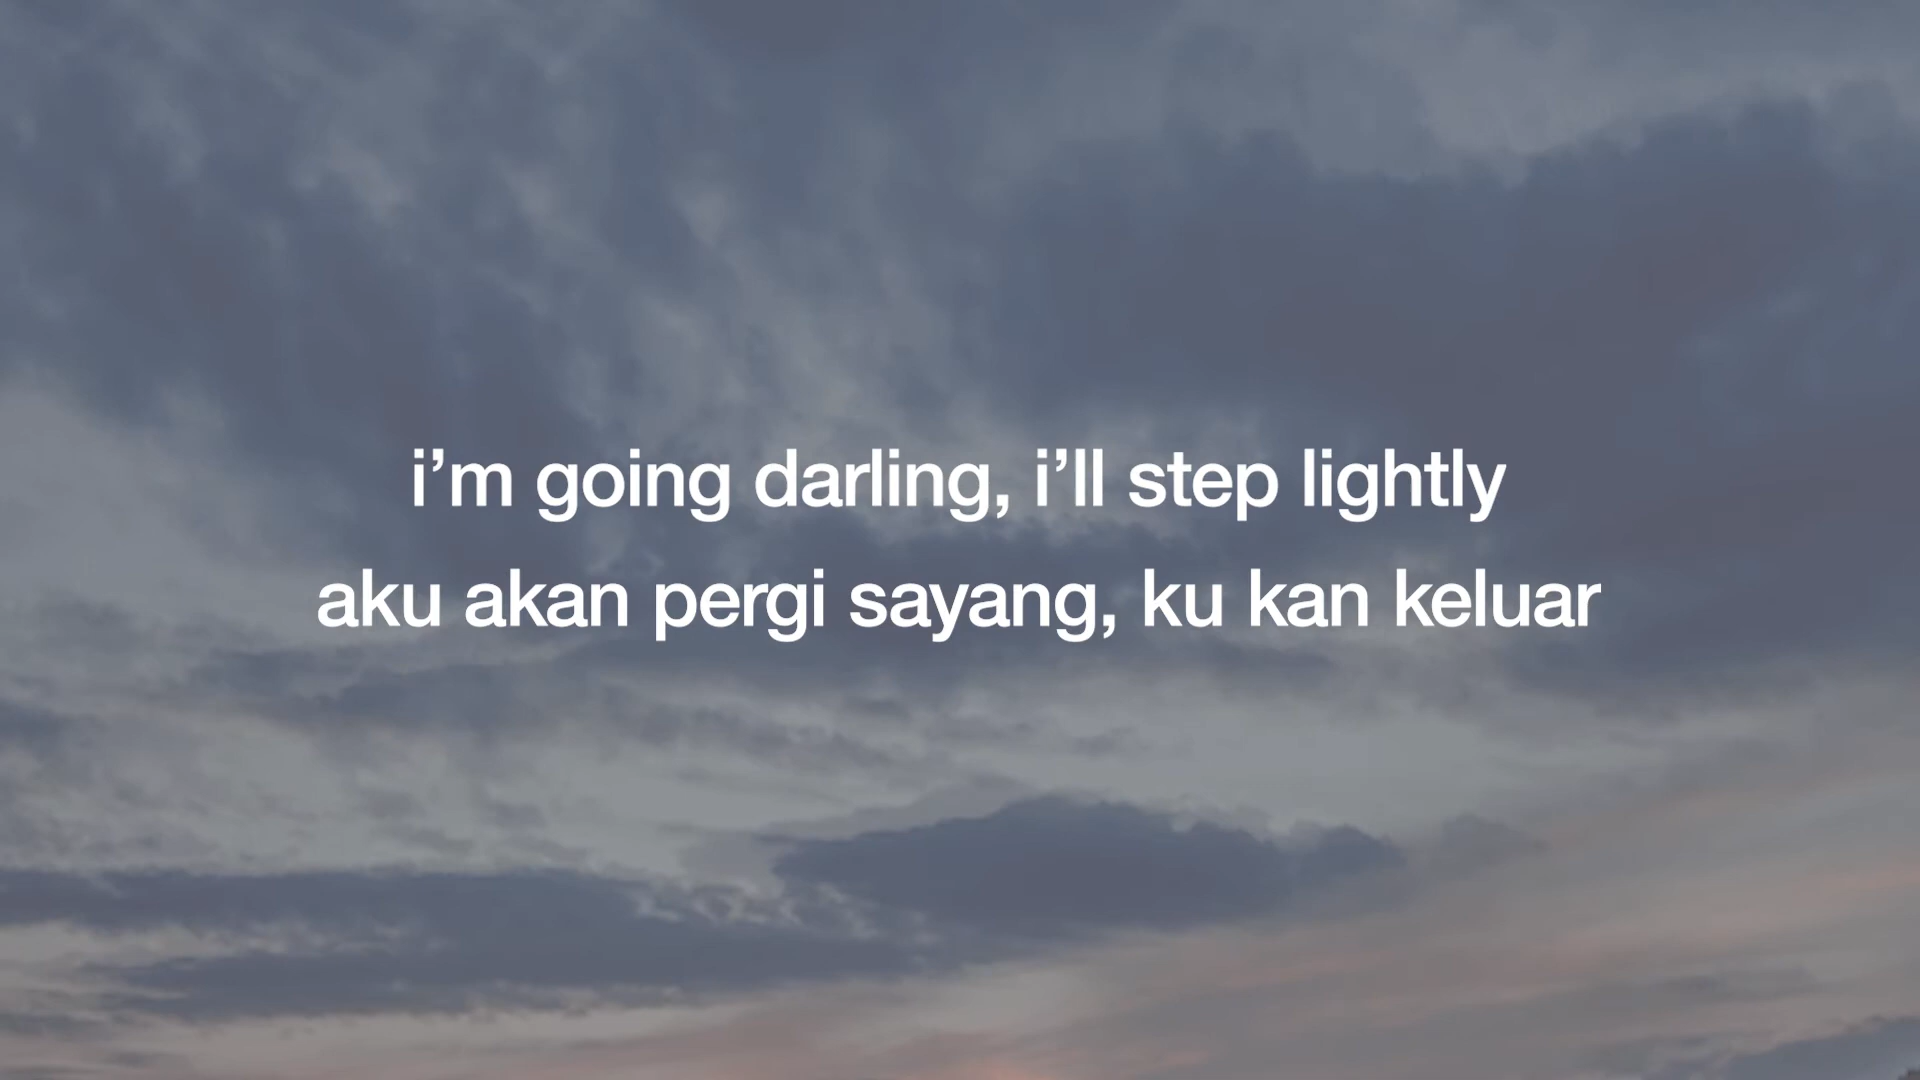 i’m going darling, i’ll step lightly
aku akan pergi sayang, ku kan keluar